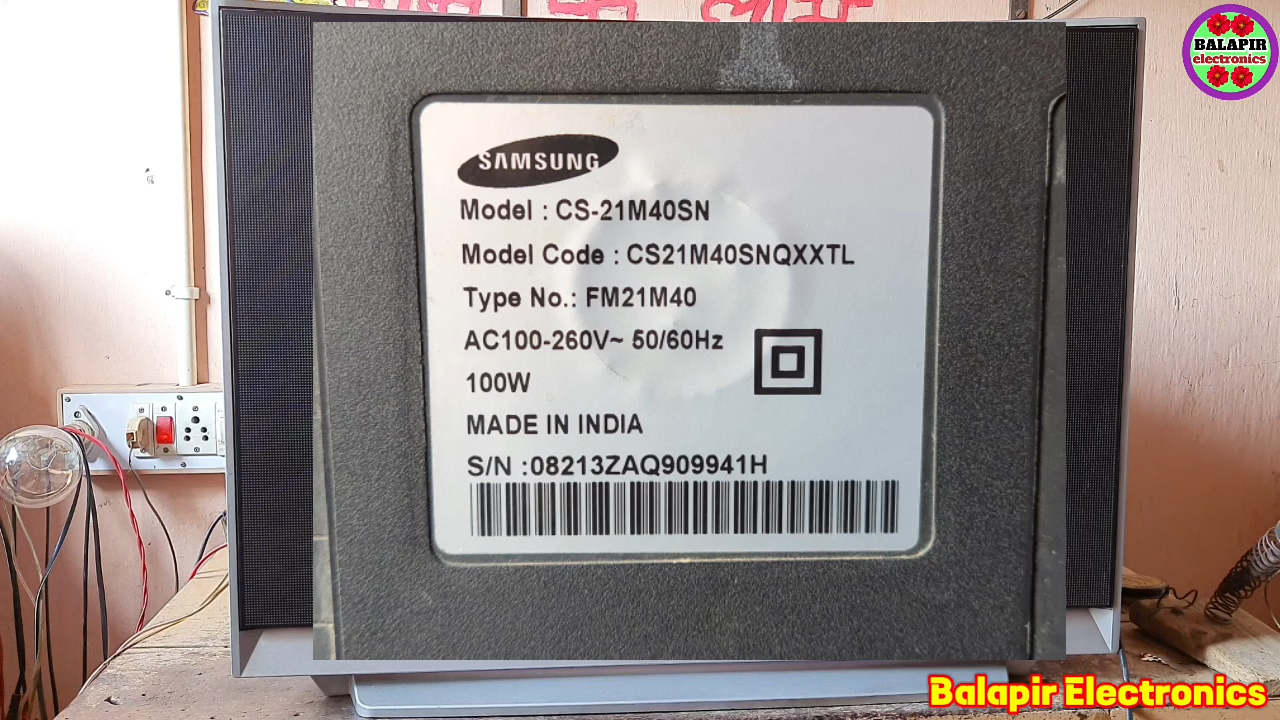 BALAPIR
electronics
SAMSUNG
Model : CS-21M40SN
Model Code : CS21M40SNQXXTL
Type No.: FM21M40
AC100-260V~ 50/60Hz
100W
MADE IN INDIA
S/N :08213ZAQ909941H
Balapir Electronics